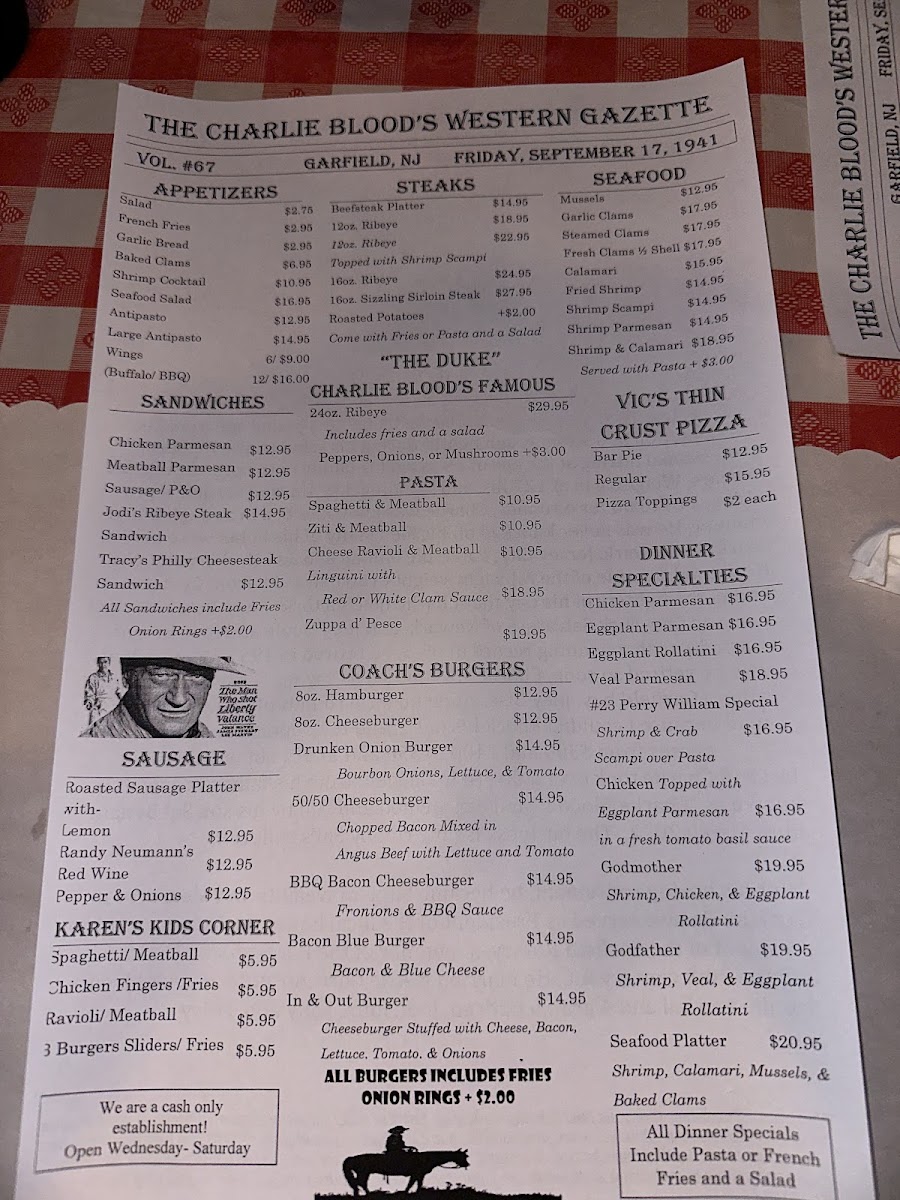 THE CHARLIE BLOOD'S WESTERN GAZETTE
VOL. #67 GARFIELD, NJ FRIDAY, SEPTEMBER 17, 1941
APPETIZERS
Salad $2.75
French Fries $2.95
Garlic Bread $2.95
Baked Clams $6.95
Shrimp Cocktail $10.95
Seafood Salad $16.95
Antipasto $12.95
Large Antipasto $14.95
Wings 6/ $9.00
(Buffalo/ BBQ) 12/ $16.00
SANDWICHES
Chicken Parmesan $12.95
Meatball Parmesan $12.95
Sausage/ P&O $12.95
Jodi's Ribeye Steak $14.95
Sandwich
Tracy's Philly Cheesesteak
Sandwich $12.95
All Sandwiches include Fries
Onion Rings +$2.00
The Man
Who Shot
Liberty
Valance
SAUSAGE
Roasted Sausage Platter
with-
Lemon $12.95
Randy Neumann's
Red Wine $12.95
Pepper & Onions $12.95
KAREN'S KIDS CORNER
Spaghetti/ Meatball $5.95
Chicken Fingers /Fries $5.95
Ravioli/ Meatball $5.95
3 Burgers Sliders/ Fries $5.95
We are a cash only
establishment!
Open Wednesday- Saturday
STEAKS
Beefsteak Platter $14.95
12oz. Ribeye $18.95
12oz. Ribeye $22.95
Topped with Shrimp Scampi
16oz. Ribeye $24.95
16oz. Sizzling Sirloin Steak $27.95
Roasted Potatoes +$2.00
Come with Fries or Pasta and a Salad
"THE DUKE"
CHARLIE BLOOD'S FAMOUS
24oz. Ribeye $29.95
Includes fries and a salad
Peppers, Onions, or Mushrooms +$3.00
PASTA
Spaghetti & Meatball $10.95
Ziti & Meatball $10.95
Cheese Ravioli & Meatball $10.95
Linguini with
Red or White Clam Sauce $18.95
Zuppa d' Pesce $19.95
COACH'S BURGERS
8oz. Hamburger $12.95
8oz. Cheeseburger $12.95
Drunken Onion Burger $14.95
Bourbon Onions, Lettuce, & Tomato
50/50 Cheeseburger $14.95
Chopped Bacon Mixed in
Angus Beef with Lettuce and Tomato
BBQ Bacon Cheeseburger $14.95
Fronions & BBQ Sauce
Bacon Blue Burger $14.95
Bacon & Blue Cheese
In & Out Burger $14.95
Cheeseburger Stuffed with Cheese, Bacon,
Lettuce, Tomato, & Onions
ALL BURGERS INCLUDES FRIES
ONION RINGS + $2.00
SEAFOOD
Mussels $12.95
Garlic Clams $17.95
Steamed Clams $17.95
Fresh Clams ½ Shell $17.95
Calamari $15.95
Fried Shrimp $14.95
Shrimp Scampi $14.95
Shrimp Parmesan $14.95
Shrimp & Calamari $18.95
Served with Pasta + $3.00
VIC'S THIN
CRUST PIZZA
Bar Pie $12.95
Regular $15.95
Pizza Toppings $2 each
DINNER
SPECIALTIES
Chicken Parmesan $16.95
Eggplant Parmesan $16.95
Eggplant Rollatini $16.95
Veal Parmesan $18.95
#23 Perry William Special
Shrimp & Crab $16.95
Scampi over Pasta
Chicken Topped with
Eggplant Parmesan $16.95
in a fresh tomato basil sauce
Godmother $19.95
Shrimp, Chicken, & Eggplant
Rollatini
Godfather $19.95
Shrimp, Veal, & Eggplant
Rollatini
Seafood Platter $20.95
Shrimp, Calamari, Mussels, &
Baked Clams
All Dinner Specials
Include Pasta or French
Fries and a Salad
THE CHARLIE BLOOD'S WESTER
GARFIELD, NJ FRIDAY, SE